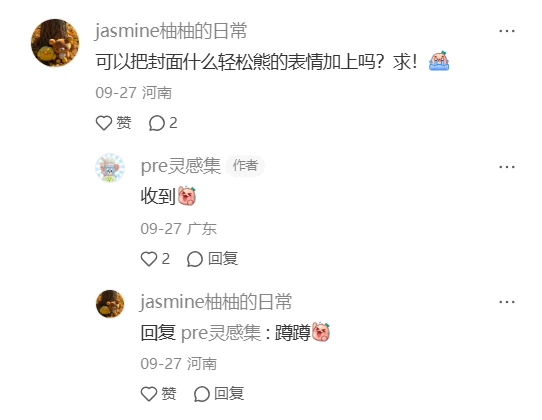 jasmine柚柚的日常
可以把封面什么轻松熊的表情加上吗？求！
09-27 河南
赞 2
pre灵感集 作者
收到
09-27 广东
2 回复
jasmine柚柚的日常
回复 pre灵感集：蹲蹲
09-27 河南
赞 回复